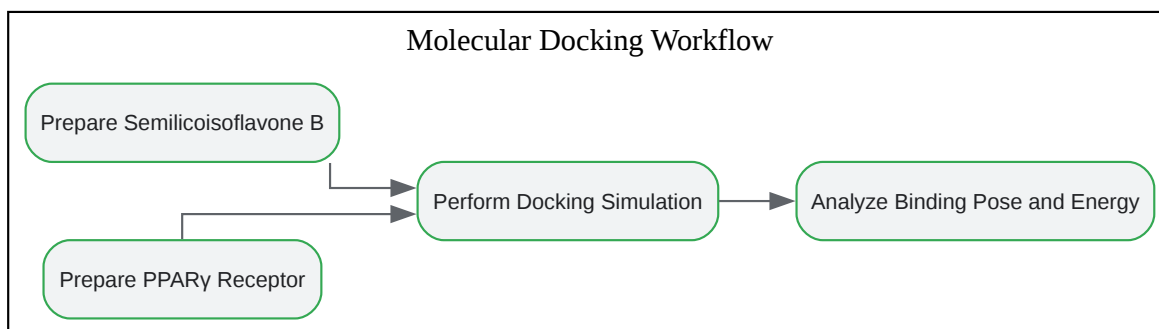 Molecular Docking Workflow
Prepare Semilicoisoflavone B
Prepare PPARγ Receptor
Perform Docking Simulation
Analyze Binding Pose and Energy